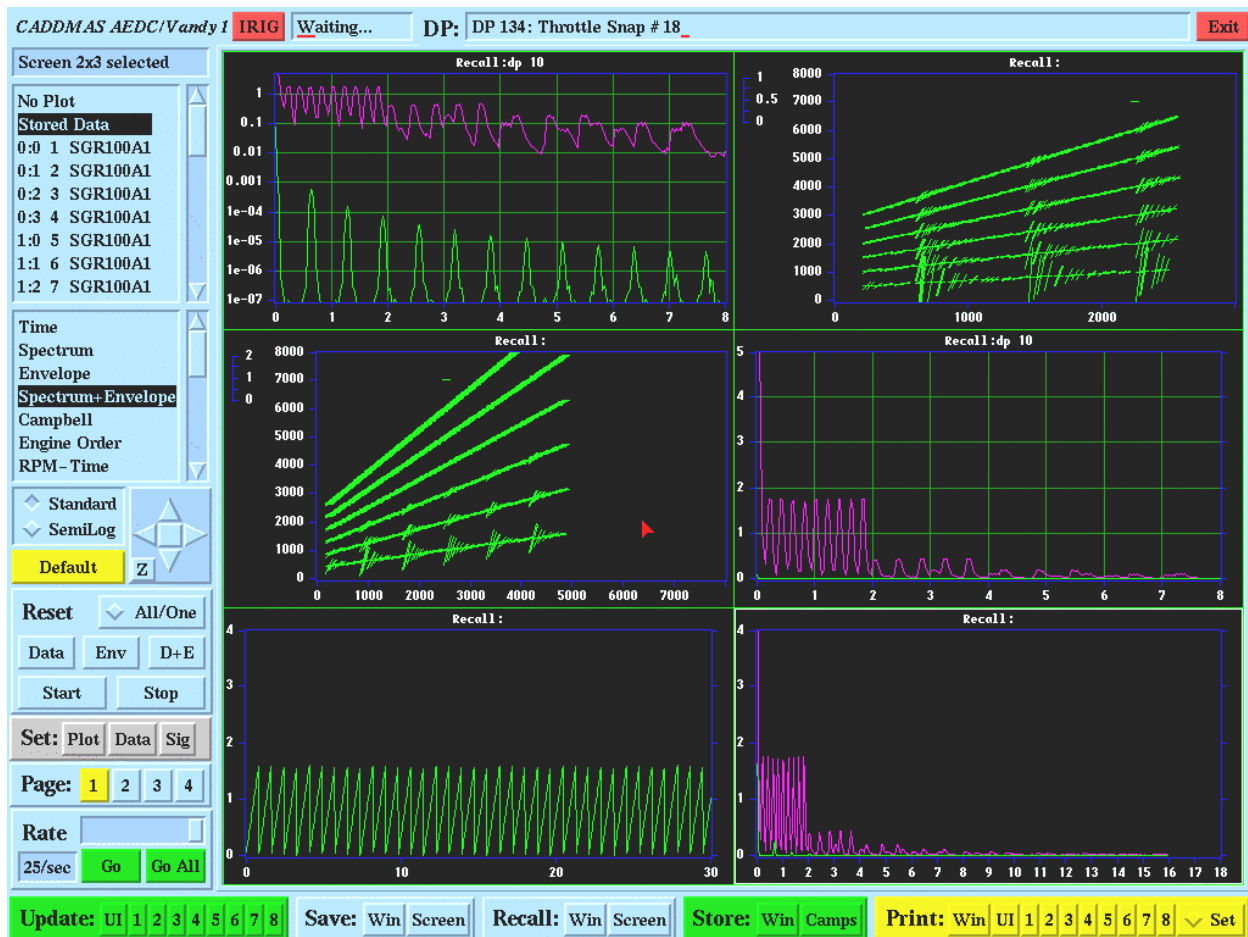 CADDMAS AEDC/Vandy 1 IRIG Waiting... DP: DP 134: Throttle Snap # 18_ Exit
Screen 2x3 selected
No Plot
Stored Data
0:0 1 SGR100A1
0:1 2 SGR100A1
0:2 3 SGR100A1
0:3 4 SGR100A1
1:0 5 SGR100A1
1:1 6 SGR100A1
1:2 7 SGR100A1
Time
Spectrum
Envelope
Spectrum+Envelope
Campbell
Engine Order
RPM-Time
Standard
SemiLog
Default Z
Reset All/One
Data Env D+E
Start Stop
Set: Plot Data Sig
Page: 1 2 3 4
Rate
25/sec Go Go All
Recall:dp 10
1
0.1
0.01
0.001
1e-04
1e-05
1e-06
1e-07
0 1 2 3 4 5 6 7 8
Recall:
1
0.5
0
8000
7000
6000
5000
4000
3000
2000
1000
0
0 1000 2000
Recall:
2
1
0
8000
7000
6000
5000
4000
3000
2000
1000
0
0 1000 2000 3000 4000 5000 6000 7000
Recall:dp 10
5
4
3
2
1
0
0 1 2 3 4 5 6 7 8
Recall:
4
3
2
1
0
0 10 20 30
Recall:
4
3
2
1
0
0 1 2 3 4 5 6 7 8 9 10 11 12 13 14 15 16 17 18
Update: UI 1 2 3 4 5 6 7 8 Save: Win Screen Recall: Win Screen Store: Win Camps Print: Win UI 1 2 3 4 5 6 7 8 Set